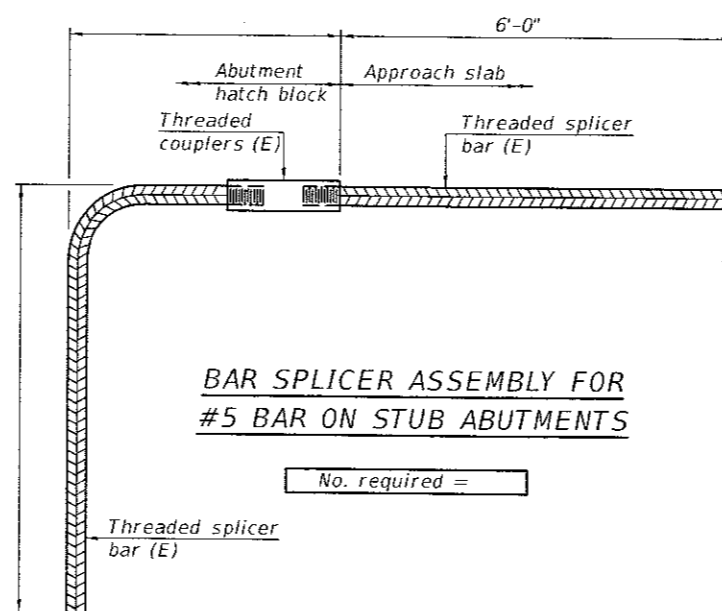 6'-0"
Abutment
hatch block
Approach slab
Threaded
couplers (E)
Threaded splicer
bar (E)
BAR SPLICER ASSEMBLY FOR
#5 BAR ON STUB ABUTMENTS
No. required =
Threaded splicer
bar (E)